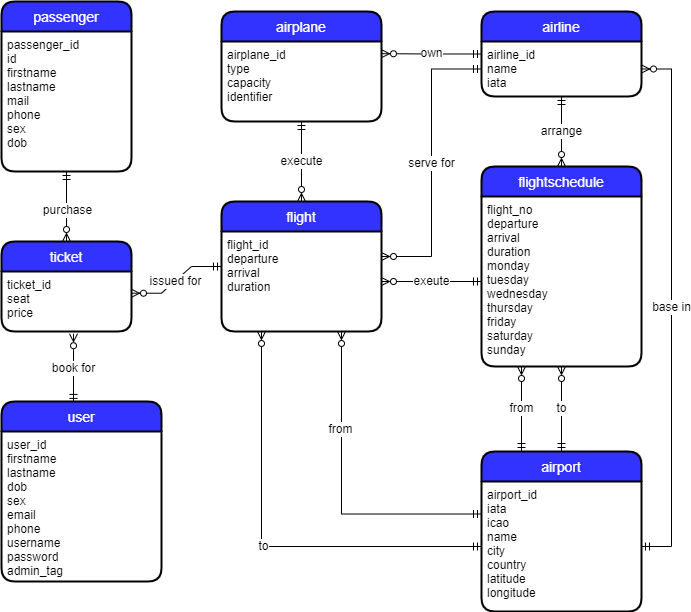 passenger
passenger_id
id
firstname
lastname
mail
phone
sex
dob
airplane
airplane_id
type
capacity
identifier
own
airline
airline_id
name
iata
purchase
execute
serve for
arrange
ticket
ticket_id
seat
price
issued for
flight
flight_id
departure
arrival
duration
exeute
flightschedule
flight_no
departure
arrival
duration
monday
tuesday
wednesday
thursday
friday
saturday
sunday
base in
book for
from
from
to
user
user_id
firstname
lastname
dob
sex
email
phone
username
password
admin_tag
to
airport
airport_id
iata
icao
name
city
country
latitude
longitude